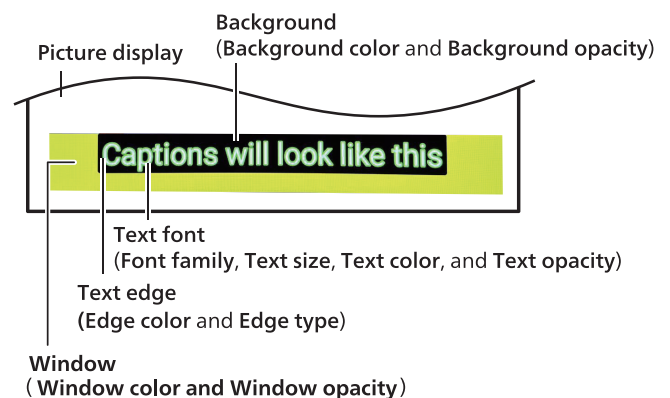 Background
(Background color and Background opacity)
Picture display
Captions will look like this
Text font
(Font family, Text size, Text color, and Text opacity)
Text edge
(Edge color and Edge type)
Window
( Window color and Window opacity)